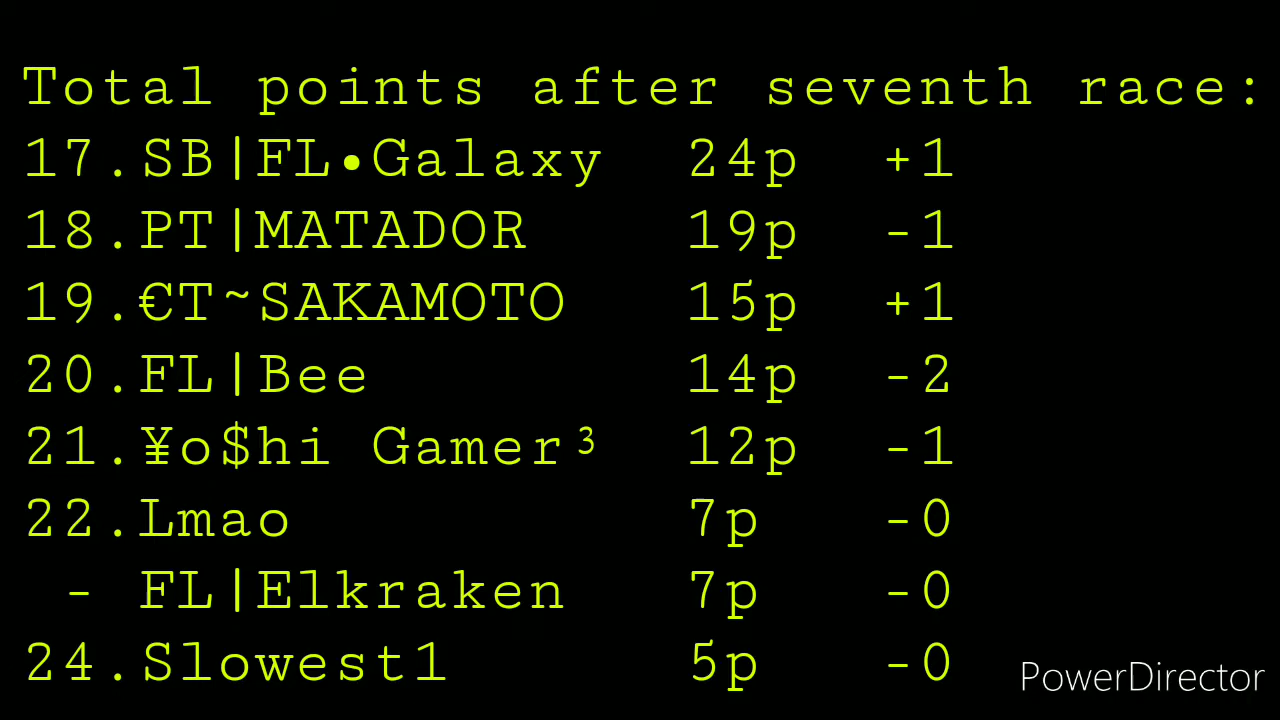 Total points after seventh race:
17.SB|FL•Galaxy 24p +1
18.PT|MATADOR 19p -1
19.€T~SAKAMOTO 15p +1
20.FL|Bee 14p -2
21.¥o$hi Gamer³ 12p -1
22.Lmao 7p -0
- FL|Elkraken 7p -0
24.Slowest1 5p -0
PowerDirector